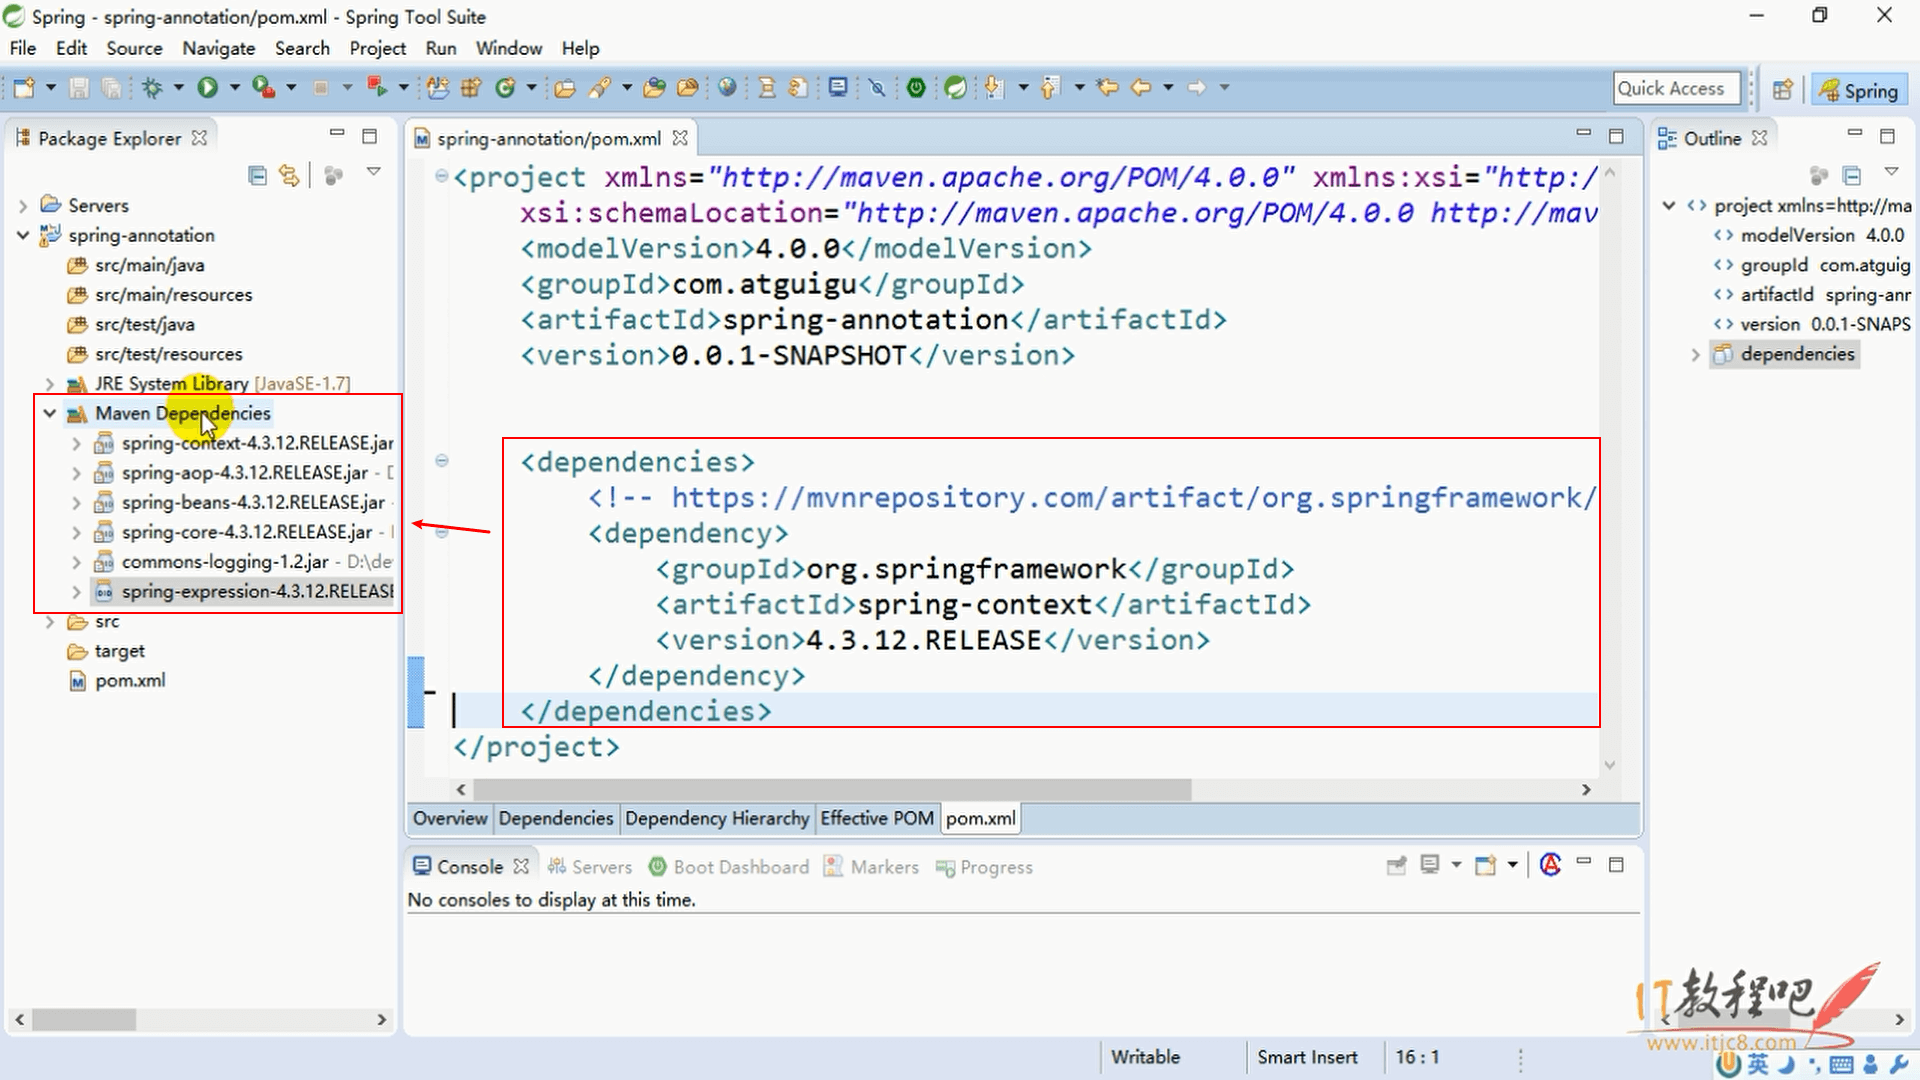 Spring - spring-annotation/pom.xml - Spring Tool Suite
File Edit Source Navigate Search Project Run Window Help
Quick Access
Spring
Package Explorer
Servers
spring-annotation
src/main/java
src/main/resources
src/test/java
src/test/resources
JRE System Library [JavaSE-1.7]
Maven Dependencies
spring-context-4.3.12.RELEASE.jar
spring-aop-4.3.12.RELEASE.jar - D
spring-beans-4.3.12.RELEASE.jar
spring-core-4.3.12.RELEASE.jar -
commons-logging-1.2.jar - D:\de
spring-expression-4.3.12.RELEASE
src
target
pom.xml
spring-annotation/pom.xml
<project xmlns="http://maven.apache.org/POM/4.0.0" xmlns:xsi="http:/
xsi:schemaLocation="http://maven.apache.org/POM/4.0.0 http://mav
<modelVersion>4.0.0</modelVersion>
<groupId>com.atguigu</groupId>
<artifactId>spring-annotation</artifactId>
<version>0.0.1-SNAPSHOT</version>
<dependencies>
<!-- https://mvnrepository.com/artifact/org.springframework/
<dependency>
<groupId>org.springframework</groupId>
<artifactId>spring-context</artifactId>
<version>4.3.12.RELEASE</version>
</dependency>
</dependencies>
</project>
Overview Dependencies Dependency Hierarchy Effective POM pom.xml
Console Servers Boot Dashboard Markers Progress
No consoles to display at this time.
Outline
project xmlns=http://ma
modelVersion 4.0.0
groupId com.atguig
artifactId spring-anr
version 0.0.1-SNAPS
dependencies
IT教程吧
www.itjc8.com
Writable Smart Insert 16 : 1
英